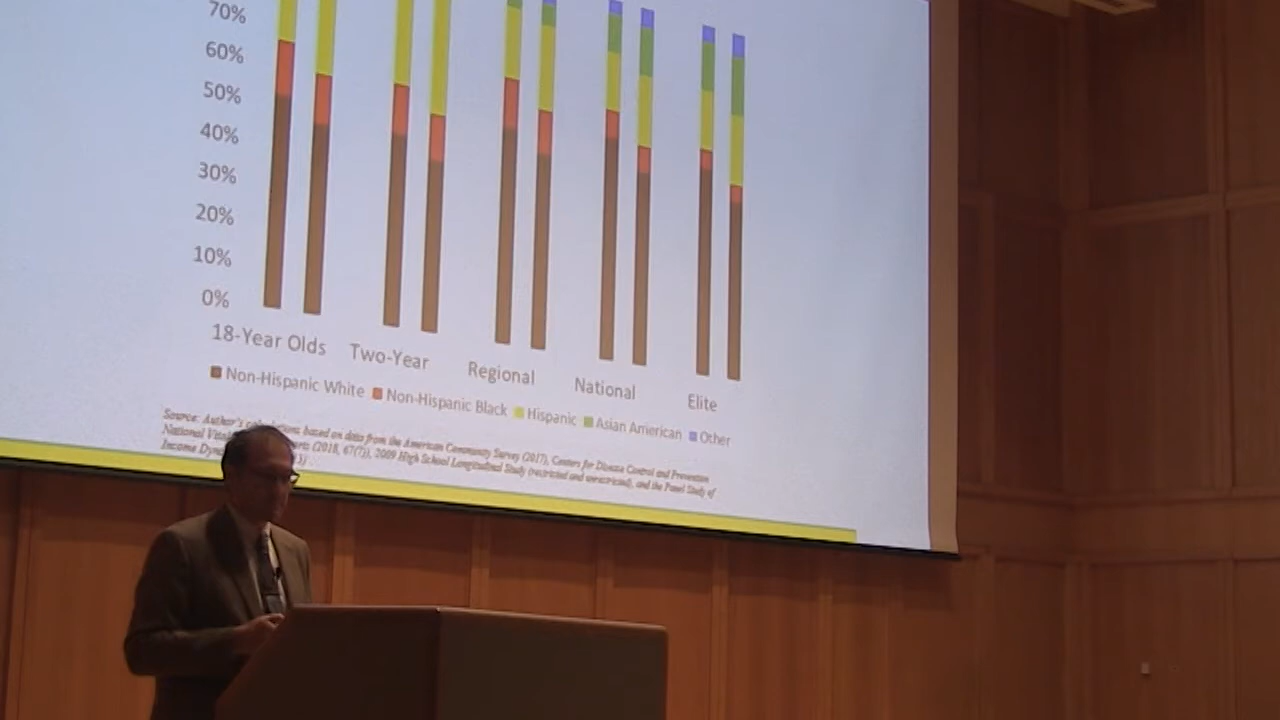 70%
60%
50%
40%
30%
20%
10%
0%
18-Year Olds Two-Year Regional National Elite
Non-Hispanic White Non-Hispanic Black Hispanic Asian American Other
Source: Author's based on data from the American Community Survey (2017), Centers for Disease Control and Prevention
National (2018, 67(7)), 2009 High School Longitudinal Study (restricted and unrestricted), and the Panel Study of
Income